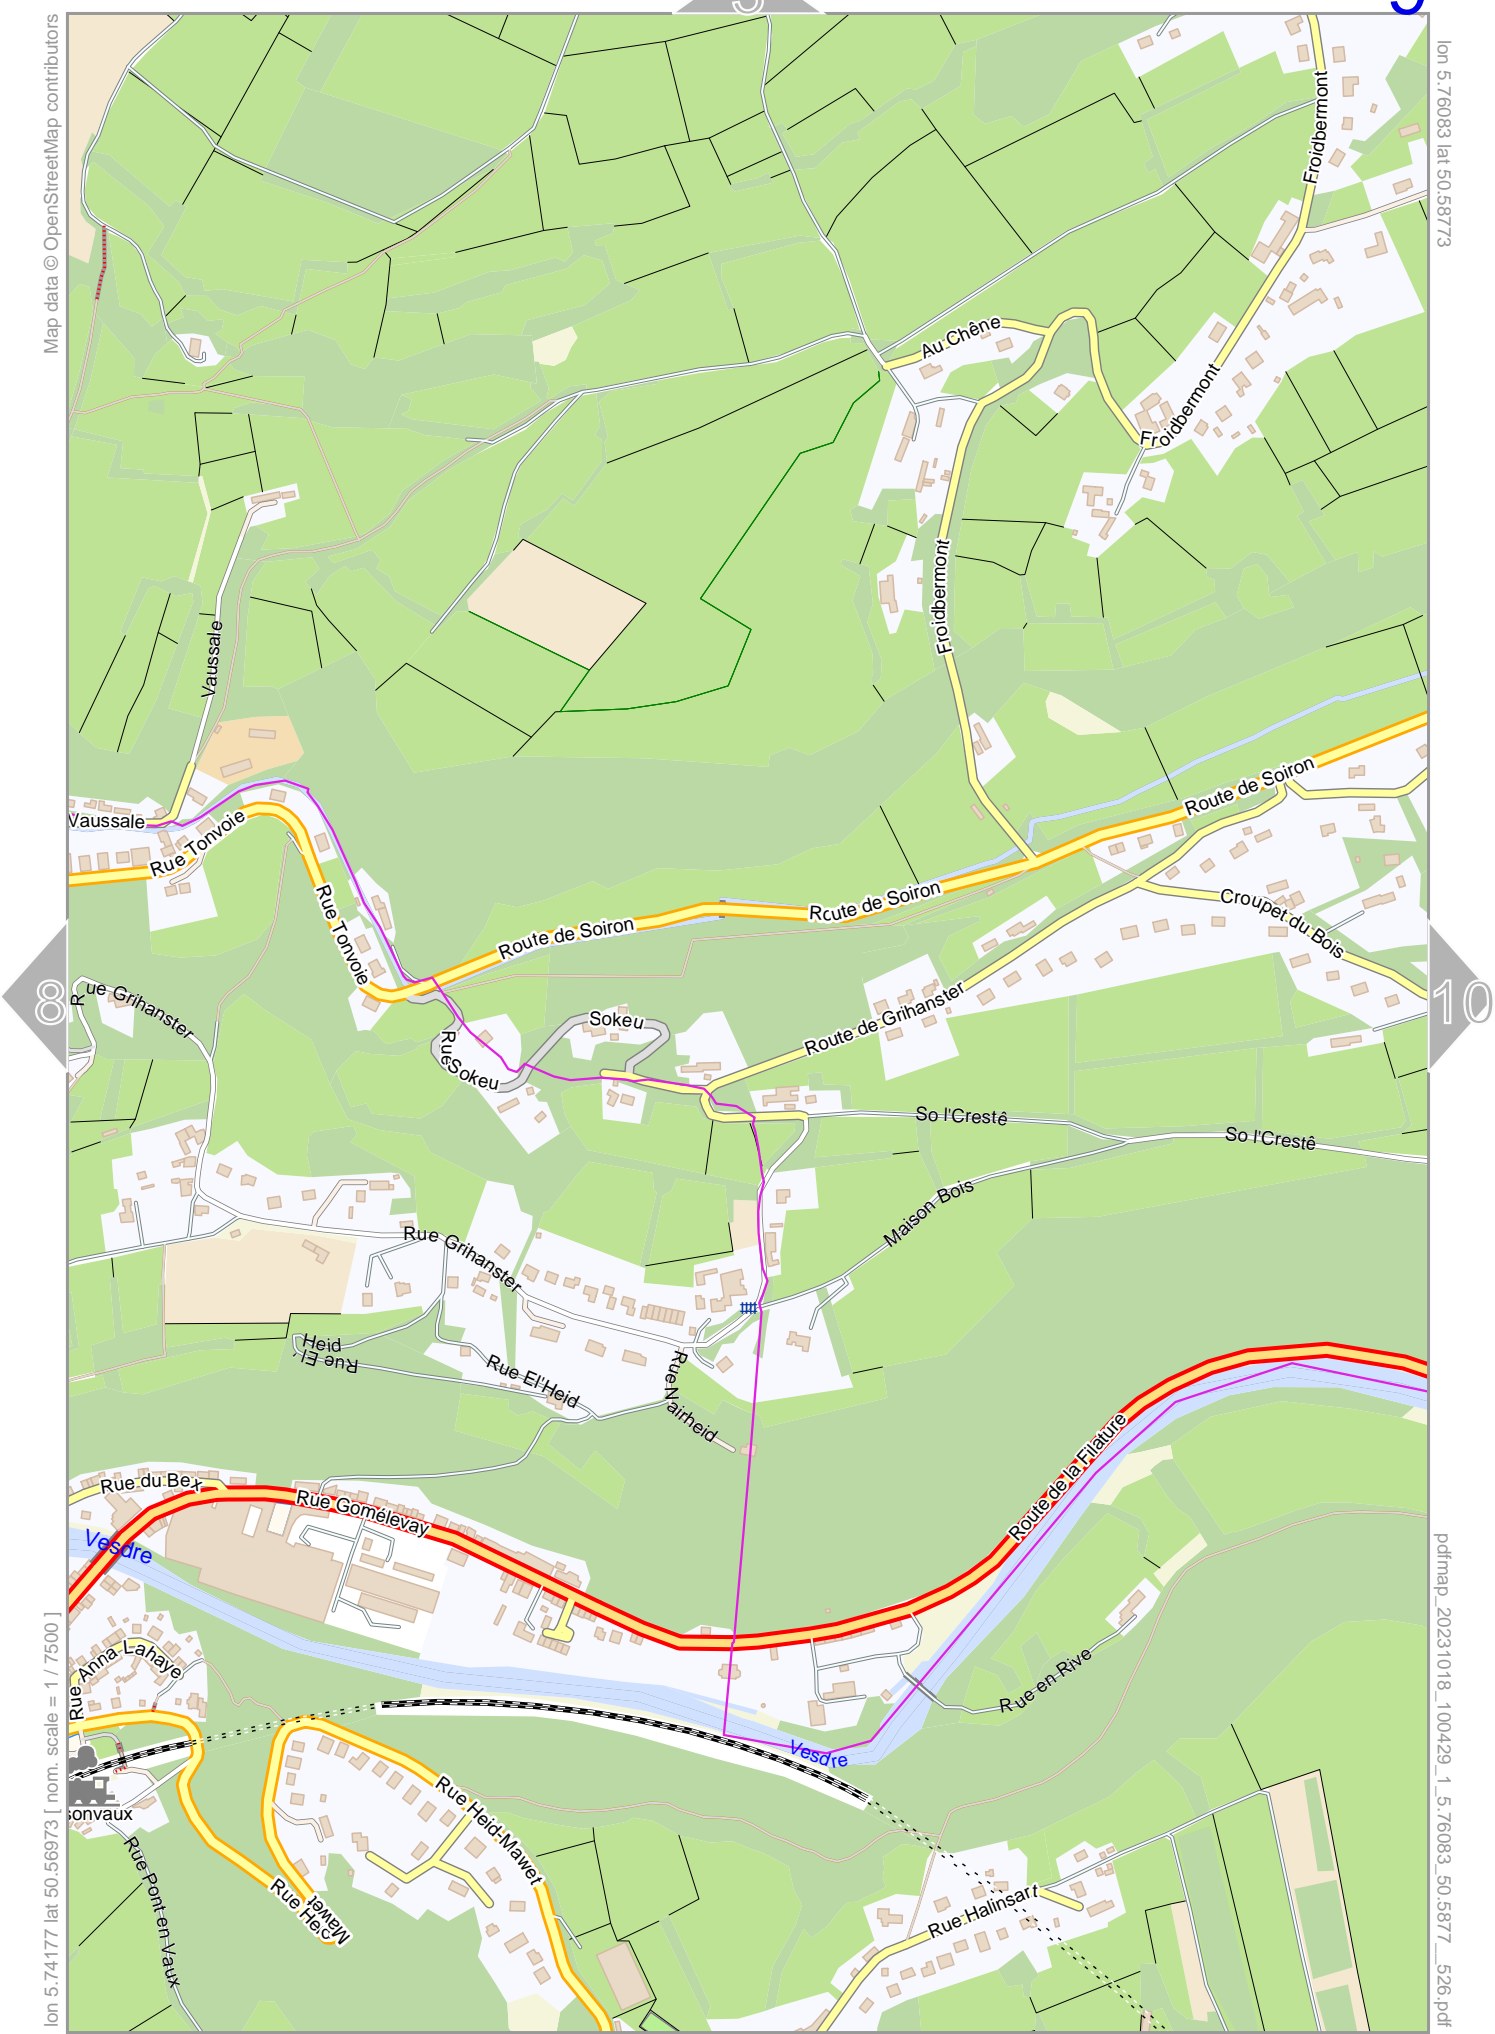 Map data © OpenStreetMap contributors
lon 5.76083 lat 50.58773
Froidbermont
Au Chêne
Froidbermont
Froidbermont
Vaussale
Route de Soiron
Vaussale
Rue Tonvoie
Route de Soiron
Croupet du Bois
Rue Tonvoie
Route de Soiron
8
10
Rue Grihanster
Sokeu
Route de Grihanster
Rue Sokeu
So l'Crestê
So l'Crestê
Maison Bois
Rue Grihanster
Rue El'Heid
Rue El'Heid
Rue Nairheid
Route de la Filature
Rue du Bex
Rue Gomélevay
Vesdre
Rue Anna Lahaye
Rue en Rive
Vesdre
sonvaux
Rue Heid-Mawet
Rue Pont en Vaux
Rue Heid-Mawet
Rue Halinsart
lon 5.74177 lat 50.56973 [ nom. scale = 1 / 7500 ]
pdfmap_20231018_100429_1_5.76083_50.5877__526.pdf